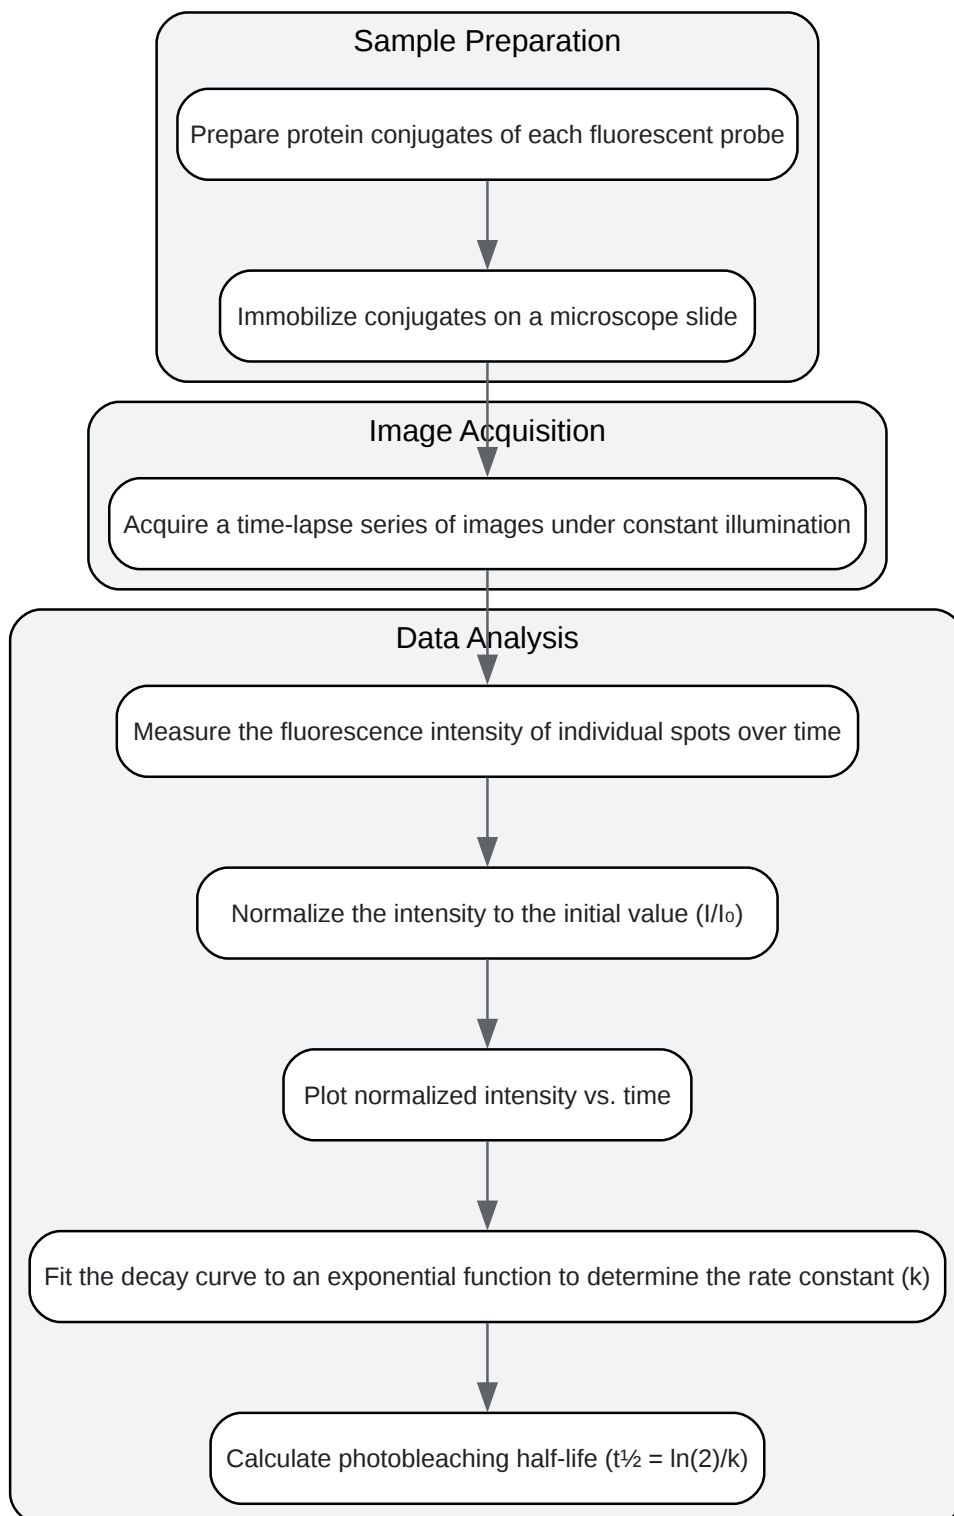 Sample Preparation
Prepare protein conjugates of each fluorescent probe
Immobilize conjugates on a microscope slide
Image Acquisition
Acquire a time-lapse series of images under constant illumination
Data Analysis
Measure the fluorescence intensity of individual spots over time
Normalize the intensity to the initial value (I/I₀)
Plot normalized intensity vs. time
Fit the decay curve to an exponential function to determine the rate constant (k)
Calculate photobleaching half-life (t½ = ln(2)/k)